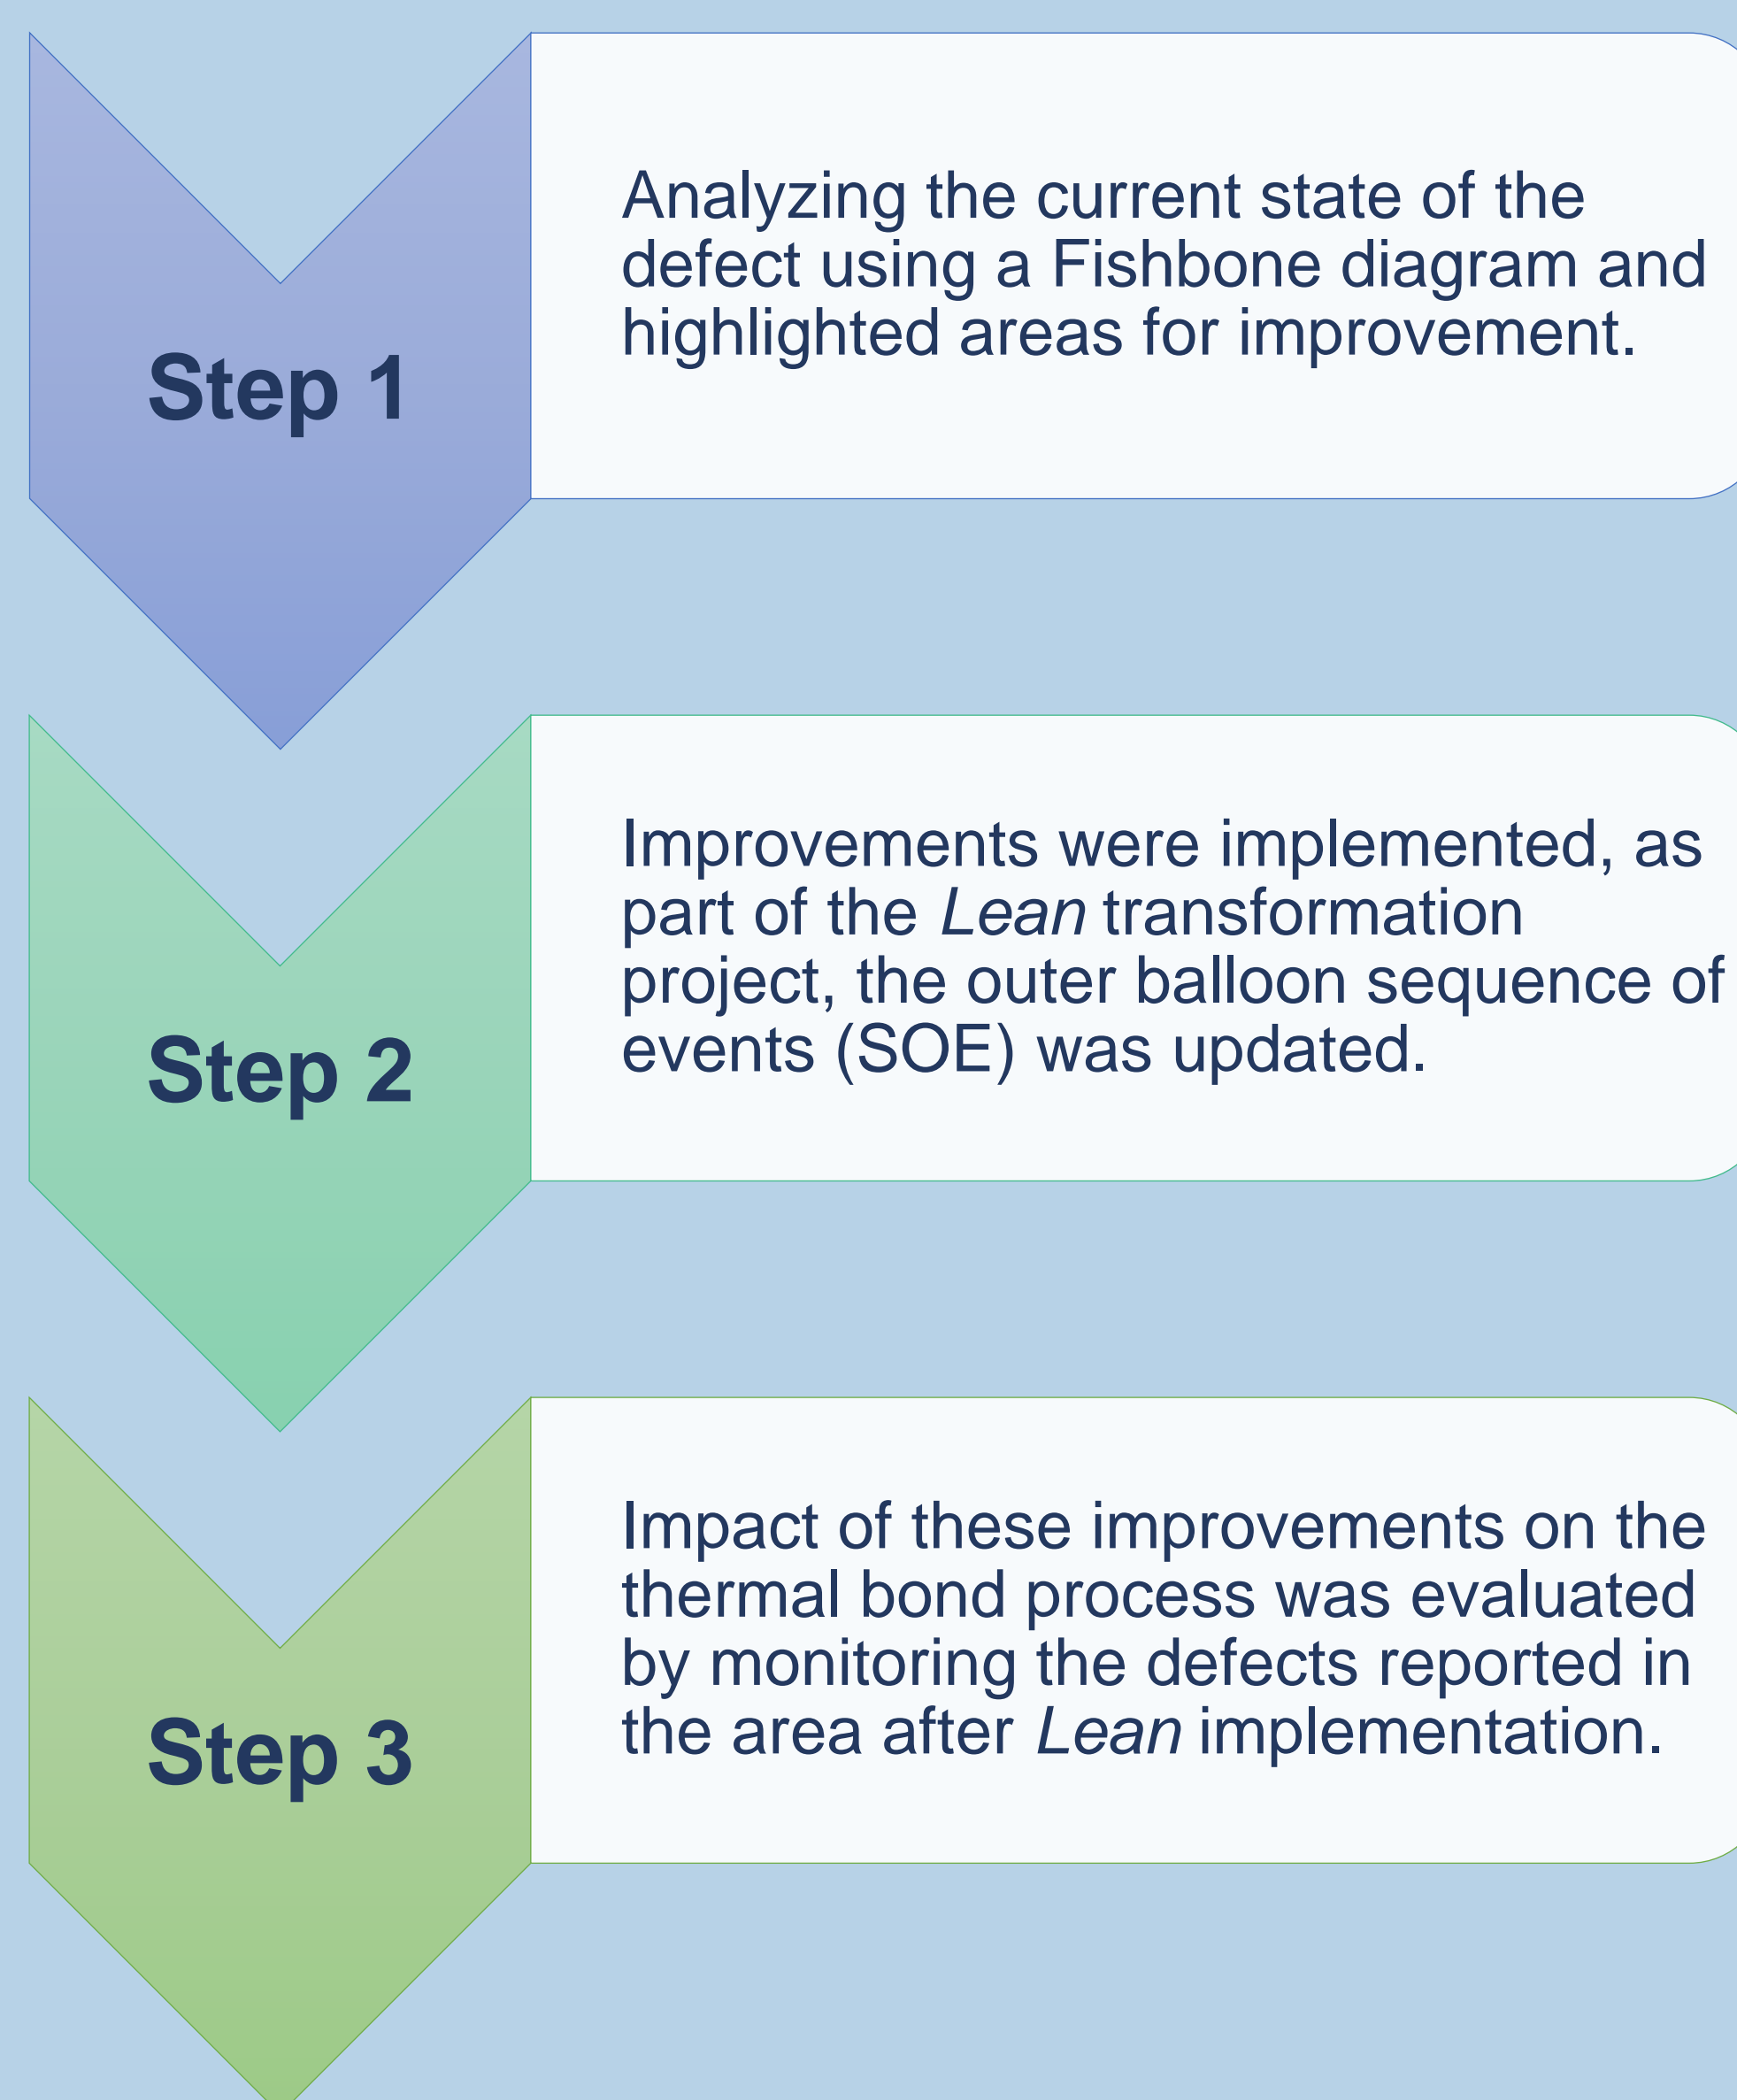 Step 1
Analyzing the current state of the
defect using a Fishbone diagram and
highlighted areas for improvement.
Step 2
Improvements were implemented, as
part of the Lean transformation
project, the outer balloon sequence of
events (SOE) was updated.
Step 3
Impact of these improvements on the
thermal bond process was evaluated
by monitoring the defects reported in
the area after Lean implementation.